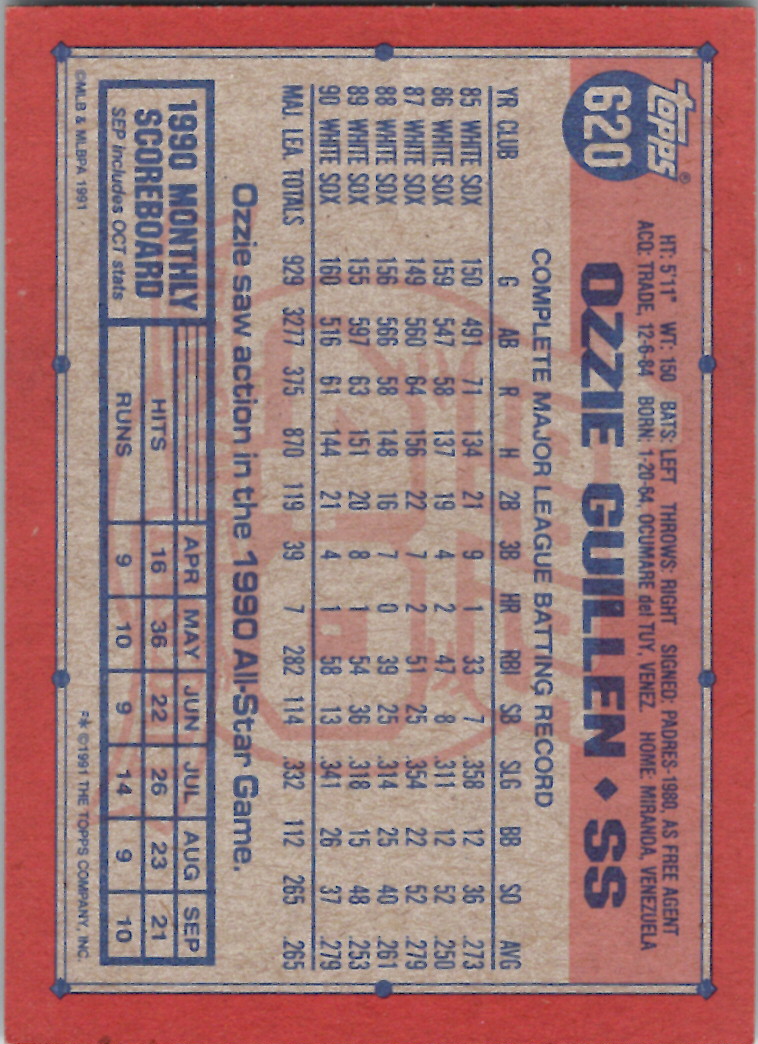 topps®
620
HT: 5'11" WT: 150 BATS: LEFT THROWS: RIGHT SIGNED: PADRES-1980, AS FREE AGENT
ACQ: TRADE, 12-6-84 BORN: 1-20-64, OCUMARE del TUY, VENEZ. HOME: MIRANDA, VENEZUELA
OZZIE GUILLEN ♦ SS
COMPLETE MAJOR LEAGUE BATTING RECORD
YR CLUB G AB R H 2B 3B HR RBI SB SLG BB SO AVG
85 WHITE SOX 150 491 71 134 21 9 1 33 7 .358 12 36 .273
86 WHITE SOX 159 547 58 137 19 4 2 47 8 .311 12 52 .250
87 WHITE SOX 149 560 64 156 22 7 2 51 25 .354 22 52 .279
88 WHITE SOX 156 566 58 148 16 7 0 39 25 .314 25 40 .261
89 WHITE SOX 155 597 63 151 20 8 1 54 36 .318 15 48 .253
90 WHITE SOX 160 516 61 144 21 4 1 58 13 .341 26 37 .279
MAJ. LEA. TOTALS 929 3277 375 870 119 39 7 282 114 .332 112 265 .265
Ozzie saw action in the 1990 All-Star Game.
1990 MONTHLY
SCOREBOARD
SEP includes OCT stats
APR MAY JUN JUL AUG SEP
HITS 16 36 22 26 23 21
RUNS 9 10 9 14 9 10
©MLB & MLBPA 1991
F* ©1991 THE TOPPS COMPANY, INC.